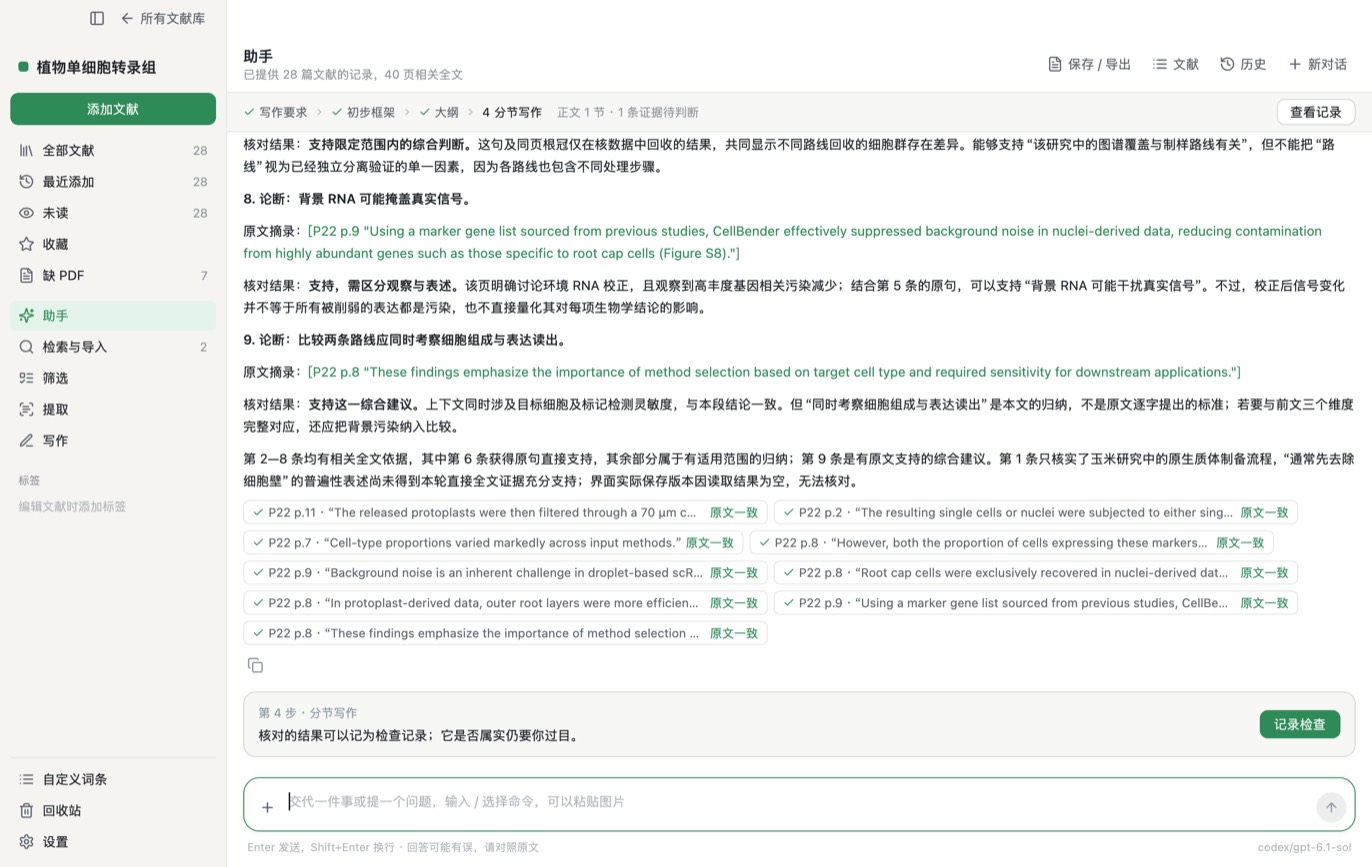 所有文献库
植物单细胞转录组
添加文献
全部文献 28
最近添加 28
未读 28
收藏
缺 PDF 7
助手
检索与导入 2
筛选
提取
写作
标签
编辑文献时添加标签
自定义词条
回收站
设置
助手
已提供 28 篇文献的记录，40 页相关全文
保存 / 导出 文献 历史 新对话
写作要求 初步框架 大纲 4 分节写作 正文 1 节 · 1 条证据待判断 查看记录
核对结果：支持限定范围内的综合判断。这句及同页根冠仅在核数据中回收的结果，共同显示不同路线回收的细胞群存在差异。能够支持“该研究中的图谱覆盖与制样路线有关”，但不能把“路
线”视为已经独立分离验证的单一因素，因为各路线也包含不同处理步骤。
8. 论断：背景 RNA 可能掩盖真实信号。
原文摘录：[P22 p.9 "Using a marker gene list sourced from previous studies, CellBender effectively suppressed background noise in nuclei-derived data, reducing contamination
from highly abundant genes such as those specific to root cap cells (Figure S8)."]
核对结果：支持，需区分观察与表述。该页明确讨论环境 RNA 校正，且观察到高丰度基因相关污染减少；结合第 5 条的原句，可以支持“背景 RNA 可能干扰真实信号”。不过，校正后信号变化
并不等于所有被削弱的表达都是污染，也不直接量化其对每项生物学结论的影响。
9. 论断：比较两条路线应同时考察细胞组成与表达读出。
原文摘录：[P22 p.8 "These findings emphasize the importance of method selection based on target cell type and required sensitivity for downstream applications."]
核对结果：支持这一综合建议。上下文同时涉及目标细胞及标记检测灵敏度，与本段结论一致。但“同时考察细胞组成与表达读出”是本文的归纳，不是原文逐字提出的标准；若要与前文三个维度
完整对应，还应把背景污染纳入比较。
第 2—8 条均有相关全文依据，其中第 6 条获得原句直接支持，其余部分属于有适用范围的归纳；第 9 条是有原文支持的综合建议。第 1 条只核实了玉米研究中的原生质体制备流程，“通常先去除
细胞壁”的普遍性表述尚未得到本轮直接全文证据充分支持；界面实际保存版本因读取结果为空，无法核对。
P22 p.11 · “The released protoplasts were then filtered through a 70 μm c... 原文一致 P22 p.2 · “The resulting single cells or nuclei were subjected to either sing... 原文一致
P22 p.7 · “Cell-type proportions varied markedly across input methods.” 原文一致 P22 p.8 · “However, both the proportion of cells expressing these markers... 原文一致
P22 p.9 · “Background noise is an inherent challenge in droplet-based scR... 原文一致 P22 p.8 · “Root cap cells were exclusively recovered in nuclei-derived dat... 原文一致
P22 p.8 · “In protoplast-derived data, outer root layers were more efficien... 原文一致 P22 p.9 · “Using a marker gene list sourced from previous studies, CellBe... 原文一致
P22 p.8 · “These findings emphasize the importance of method selection ... 原文一致
第 4 步 · 分节写作
核对的结果可以记为检查记录；它是否属实仍要你过目。
记录检查
交代一件事或提一个问题，输入 / 选择命令，可以粘贴图片
Enter 发送，Shift+Enter 换行 · 回答可能有误，请对照原文 codex/gpt-6.1-sol